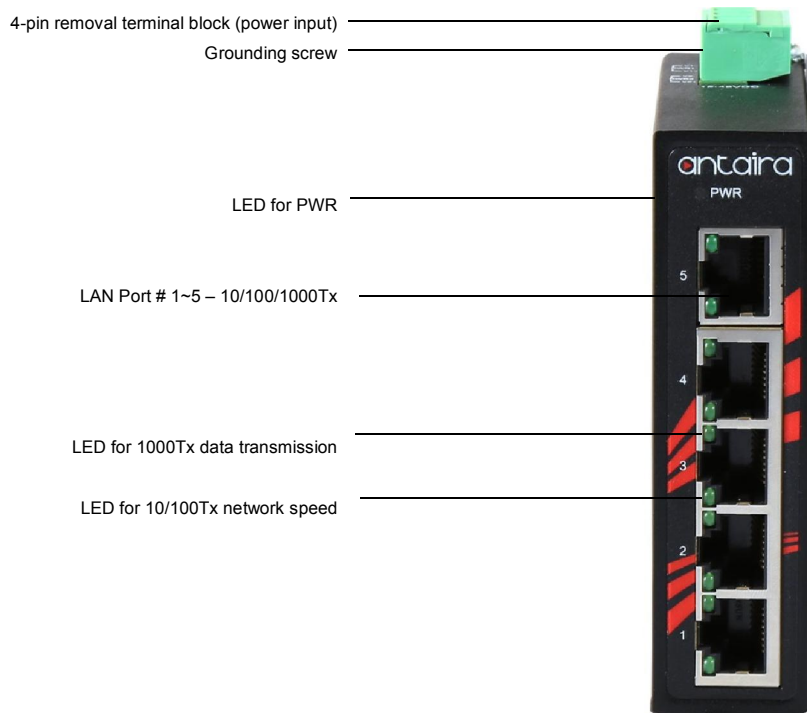 4-pin removal terminal block (power input)
Grounding screw
antaira
PWR
LED for PWR
5
LAN Port # 1~5 – 10/100/1000Tx
4
LED for 1000Tx data transmission
3
LED for 10/100Tx network speed
2
1